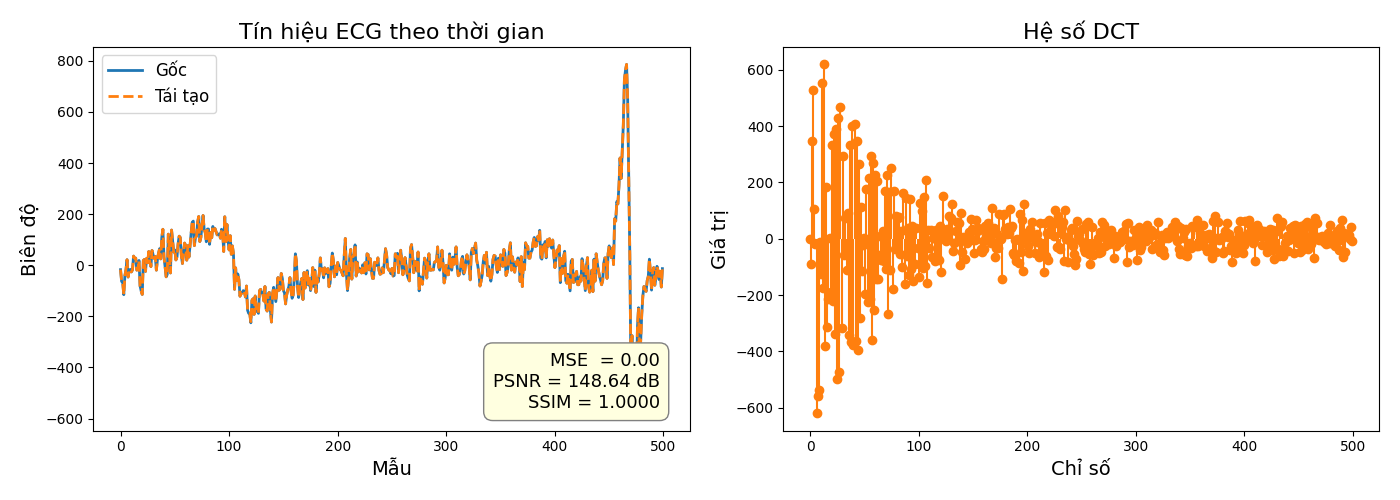 Tín hiệu ECG theo thời gian
800
600
400
200
0
−200
−400
−600
Biên độ
Gốc
Tái tạo
MSE = 0.00
PSNR = 148.64 dB
SSIM = 1.0000
0 100 200 300 400 500
Mẫu
Hệ số DCT
600
400
200
0
−200
−400
−600
Giá trị
0 100 200 300 400 500
Chỉ số